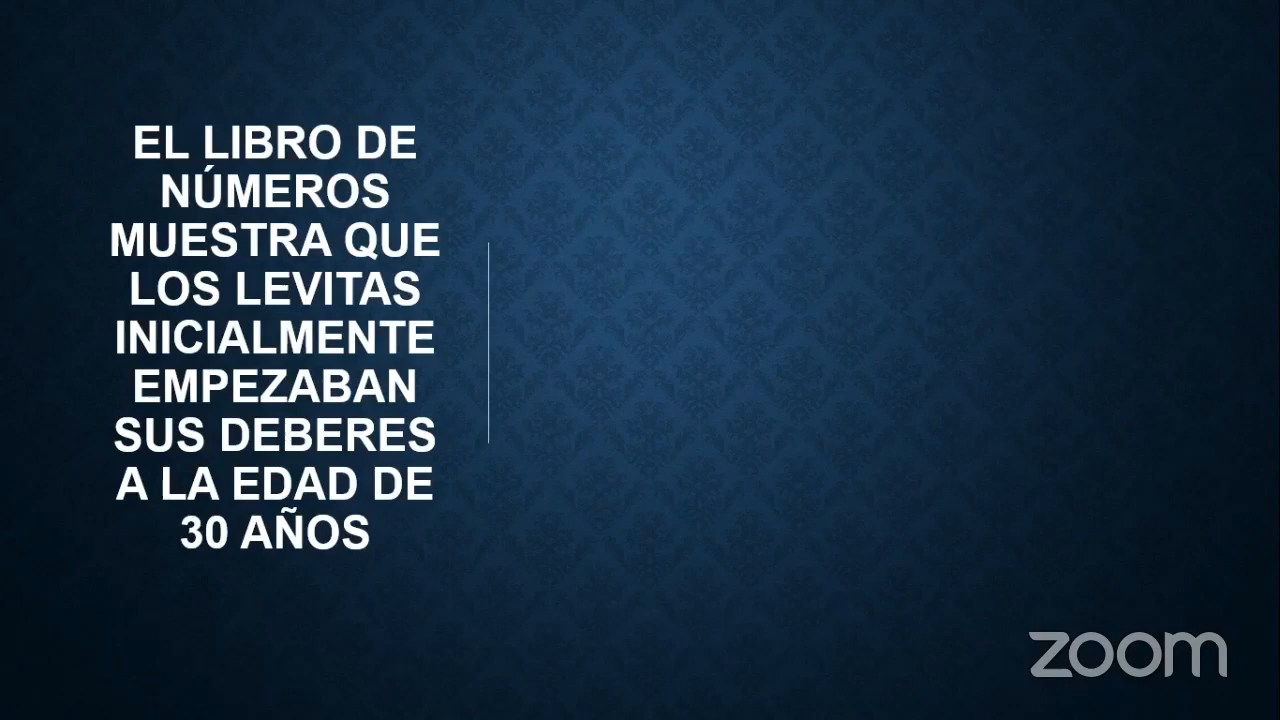 EL LIBRO DE
NÚMEROS
MUESTRA QUE
LOS LEVITAS
INICIALMENTE
EMPEZABAN
SUS DEBERES
A LA EDAD DE
30 AÑOS
zoom